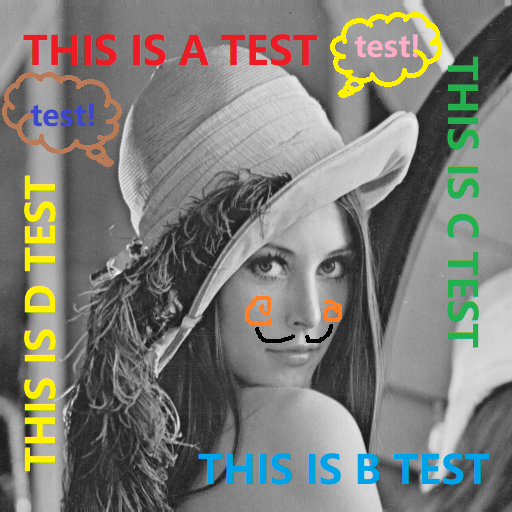 THIS IS A TEST
test!
test!
THIS IS C TEST
THIS IS D TEST
THIS IS B TEST